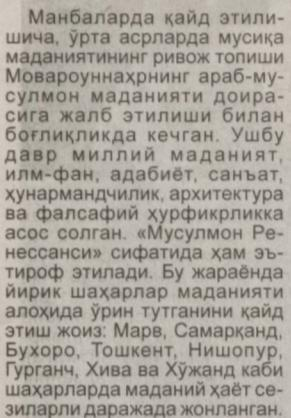 Манбаларда қайд этили-
шича, ўрта асрларда мусиқа
маданиятининг ривож топиши
Мовароуннаҳрнинг араб-му-
сулмон маданияти доира-
сига жалб этилиши билан
боғлиқликда кечган. Ушбу
давр миллий маданият,
илм-фан, адабиёт, санъат,
ҳунармандчилик, архитектура
ва фалсафий ҳурфикрликка
асос солган. «Мусулмон Ре-
нессанси» сифатида ҳам эъ-
тироф этилади. Бу жараёнда
йирик шаҳарлар маданияти
алоҳида ўрин тутганини қайд
этиш жоиз: Марв, Самарқанд,
Бухоро, Тошкент, Нишопур,
Гурганч, Хива ва Хўжанд каби
шаҳарларда маданий ҳаёт се-
зиларли даражада жонланган.